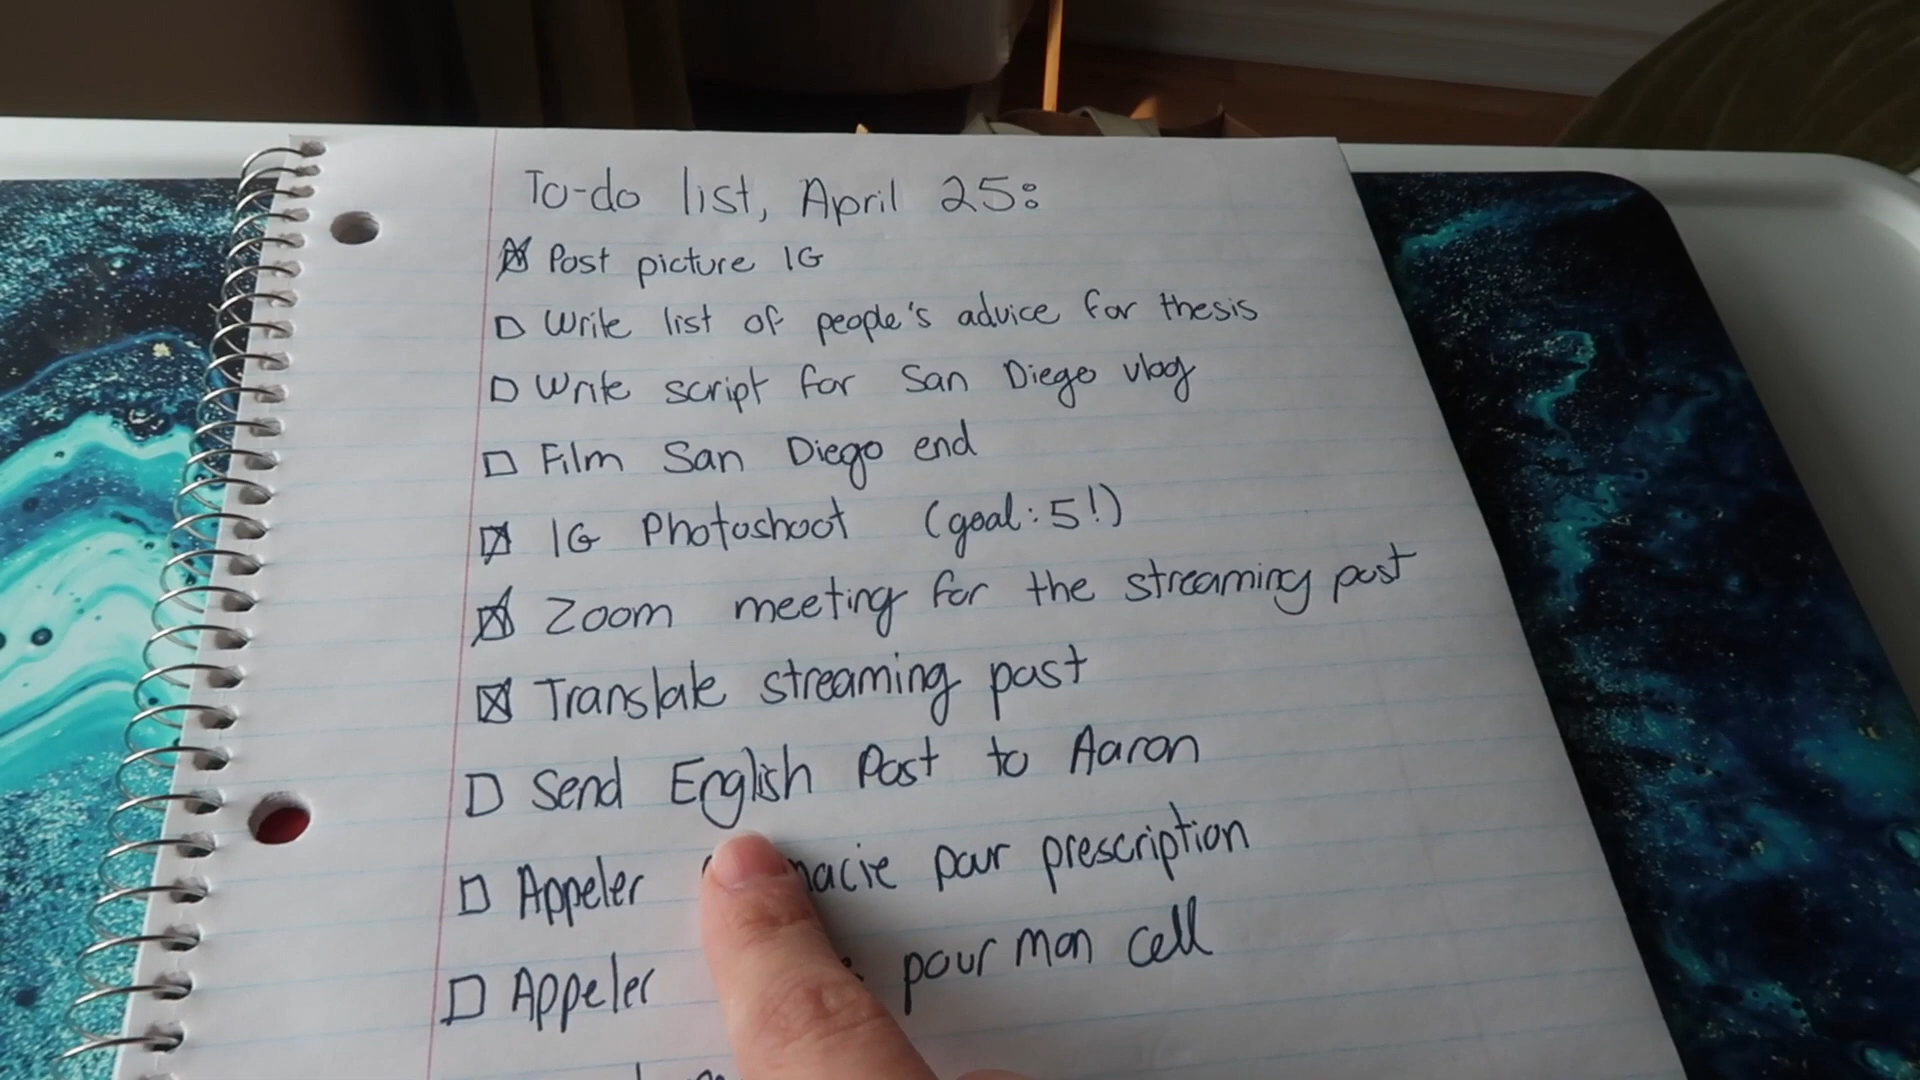 To-do list, April 25:
Post picture IG
Write list of people's advice for thesis
Write script for San Diego vlog
Film San Diego end
IG Photoshoot (goal: 5!)
Zoom meeting for the streaming post
Translate streaming post
Send English Post to Aaron
Appeler pour prescription
Appeler pour mon cell